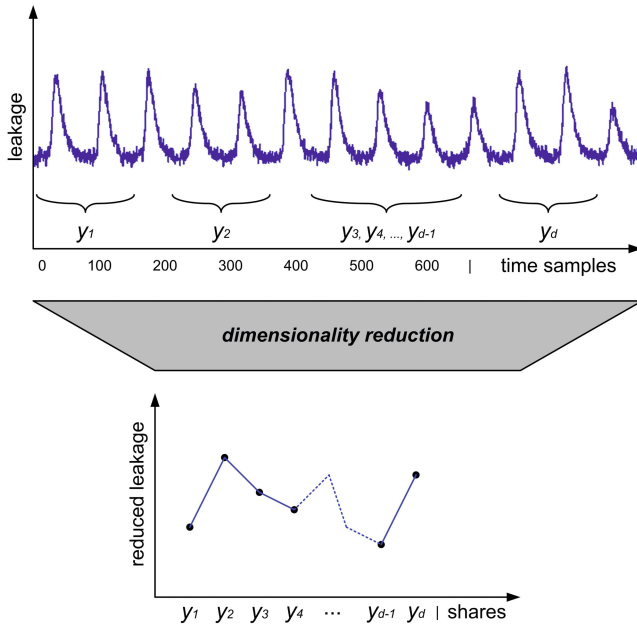 leakage
y1 y2 y3, y4, ..., yd-1 yd
0 100 200 300 400 500 600 | time samples
dimensionality reduction
reduced leakage
y1 y2 y3 y4 ... yd-1 yd | shares